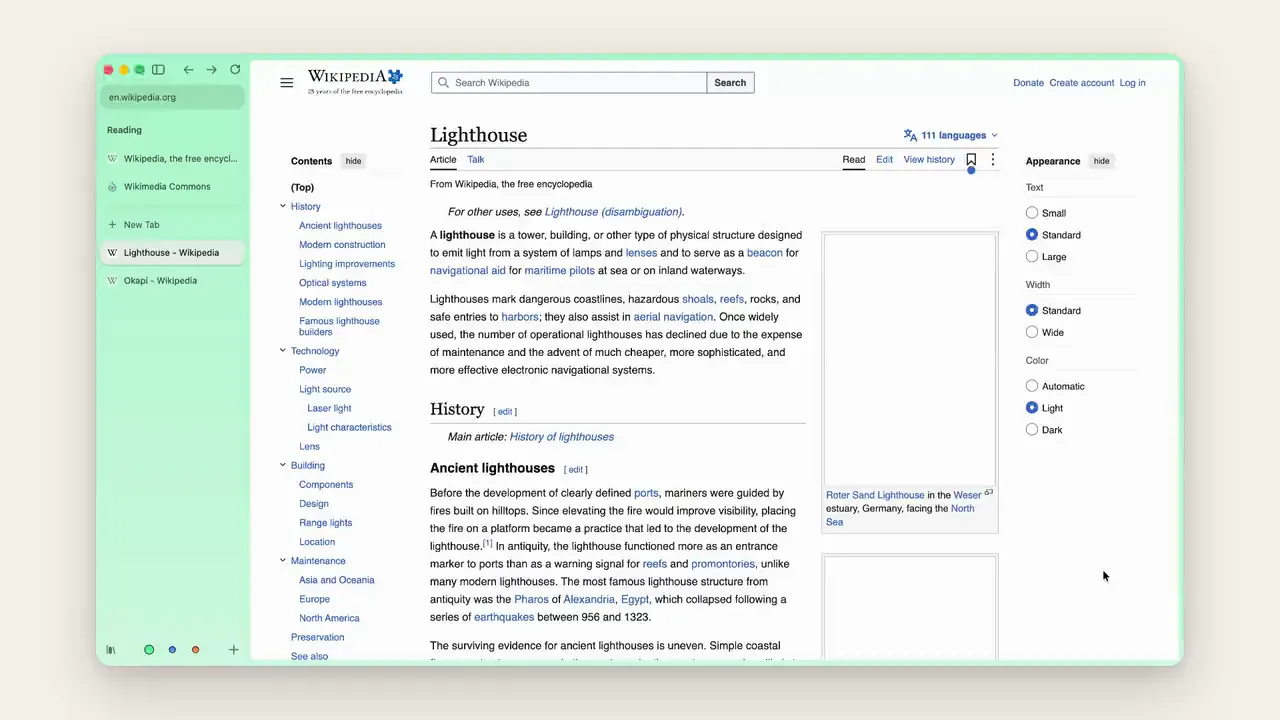 en.wikipedia.org
Reading
Wikipedia, the free encycl...
Wikimedia Commons
New Tab
Lighthouse - Wikipedia
Okapi - Wikipedia
WIKIPEDIA
25 years of the free encyclopedia
Search Wikipedia
Search
Donate Create account Log in
Contents hide
(Top)
History
Ancient lighthouses
Modern construction
Lighting improvements
Optical systems
Modern lighthouses
Famous lighthouse
builders
Technology
Power
Light source
Laser light
Light characteristics
Lens
Building
Components
Design
Range lights
Location
Maintenance
Asia and Oceania
Europe
North America
Preservation
See also
Lighthouse
111 languages
Article Talk
Read Edit View history
From Wikipedia, the free encyclopedia
For other uses, see Lighthouse (disambiguation).
A lighthouse is a tower, building, or other type of physical structure designed
to emit light from a system of lamps and lenses and to serve as a beacon for
navigational aid for maritime pilots at sea or on inland waterways.
Lighthouses mark dangerous coastlines, hazardous shoals, reefs, rocks, and
safe entries to harbors; they also assist in aerial navigation. Once widely
used, the number of operational lighthouses has declined due to the expense
of maintenance and the advent of much cheaper, more sophisticated, and
more effective electronic navigational systems.
History [ edit ]
Main article: History of lighthouses
Ancient lighthouses [ edit ]
Before the development of clearly defined ports, mariners were guided by
fires built on hilltops. Since elevating the fire would improve visibility, placing
the fire on a platform became a practice that led to the development of the
lighthouse.[1] In antiquity, the lighthouse functioned more as an entrance
marker to ports than as a warning signal for reefs and promontories, unlike
many modern lighthouses. The most famous lighthouse structure from
antiquity was the Pharos of Alexandria, Egypt, which collapsed following a
series of earthquakes between 956 and 1323.
The surviving evidence for ancient lighthouses is uneven. Simple coastal
Roter Sand Lighthouse in the Weser
estuary, Germany, facing the North
Sea
Appearance hide
Text
Small
Standard
Large
Width
Standard
Wide
Color
Automatic
Light
Dark